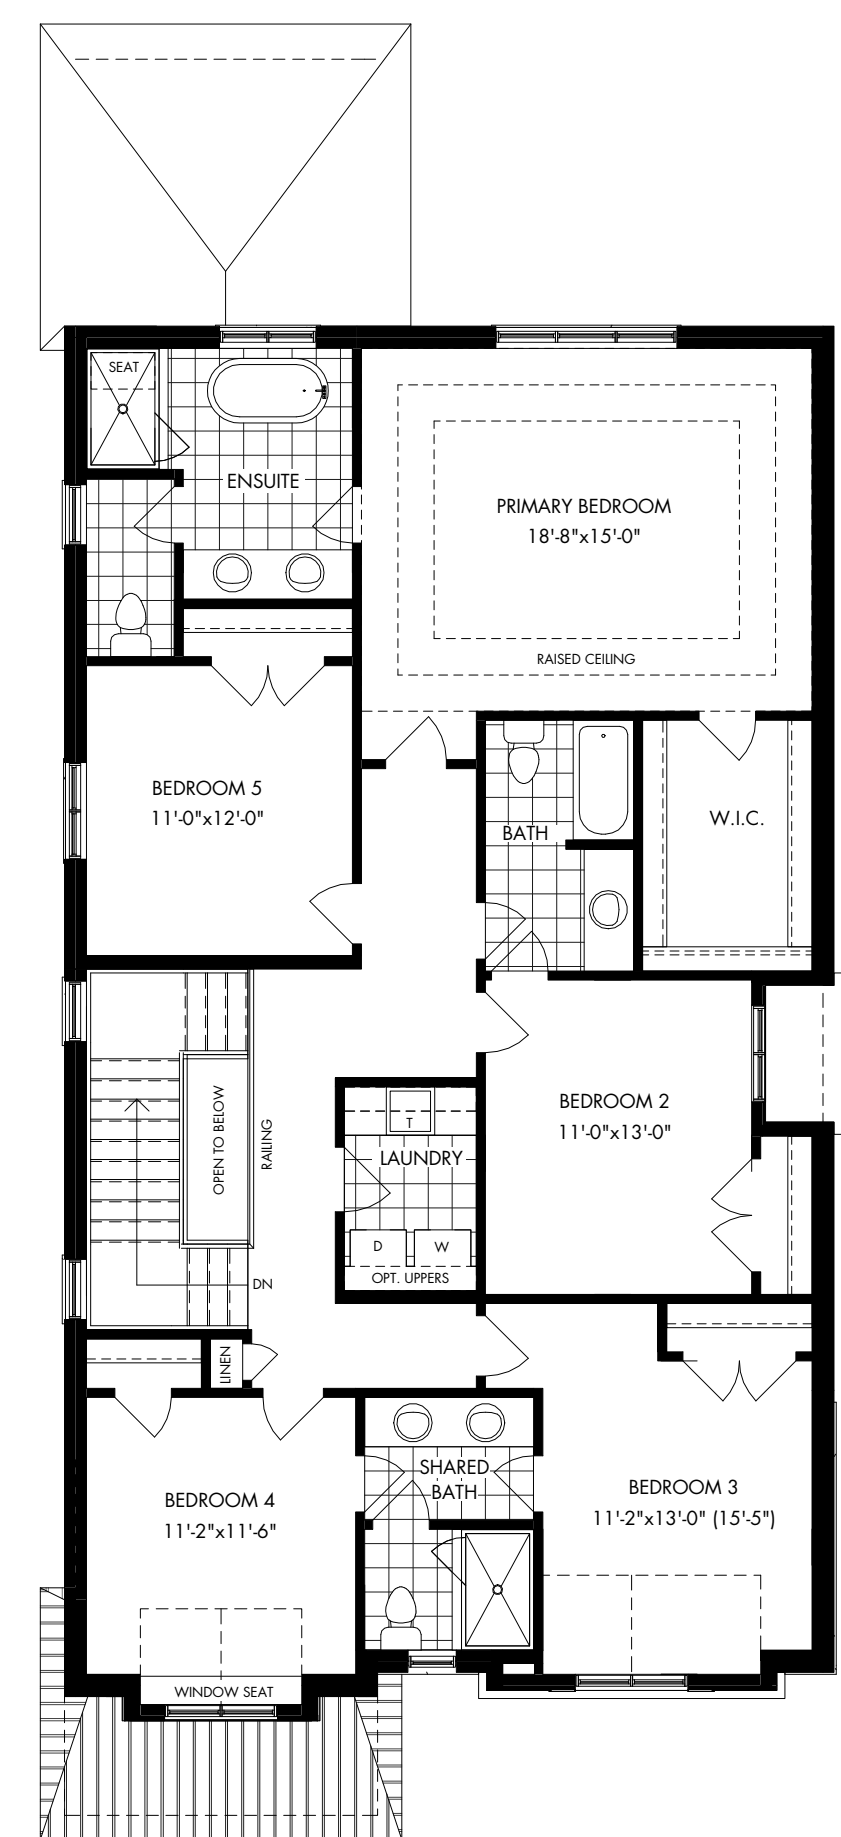 SEAT
ENSUITE
PRIMARY BEDROOM
18'-8"x15'-0"
RAISED CEILING
BEDROOM 5
11'-0"x12'-0"
BATH
W.I.C.
OPEN TO BELOW
RAILING
BEDROOM 2
11'-0"x13'-0"
T
LAUNDRY
D
W
OPT. UPPERS
DN
LINEN
SHARED
BATH
BEDROOM 4
11'-2"x11'-6"
BEDROOM 3
11'-2"x13'-0" (15'-5")
WINDOW SEAT